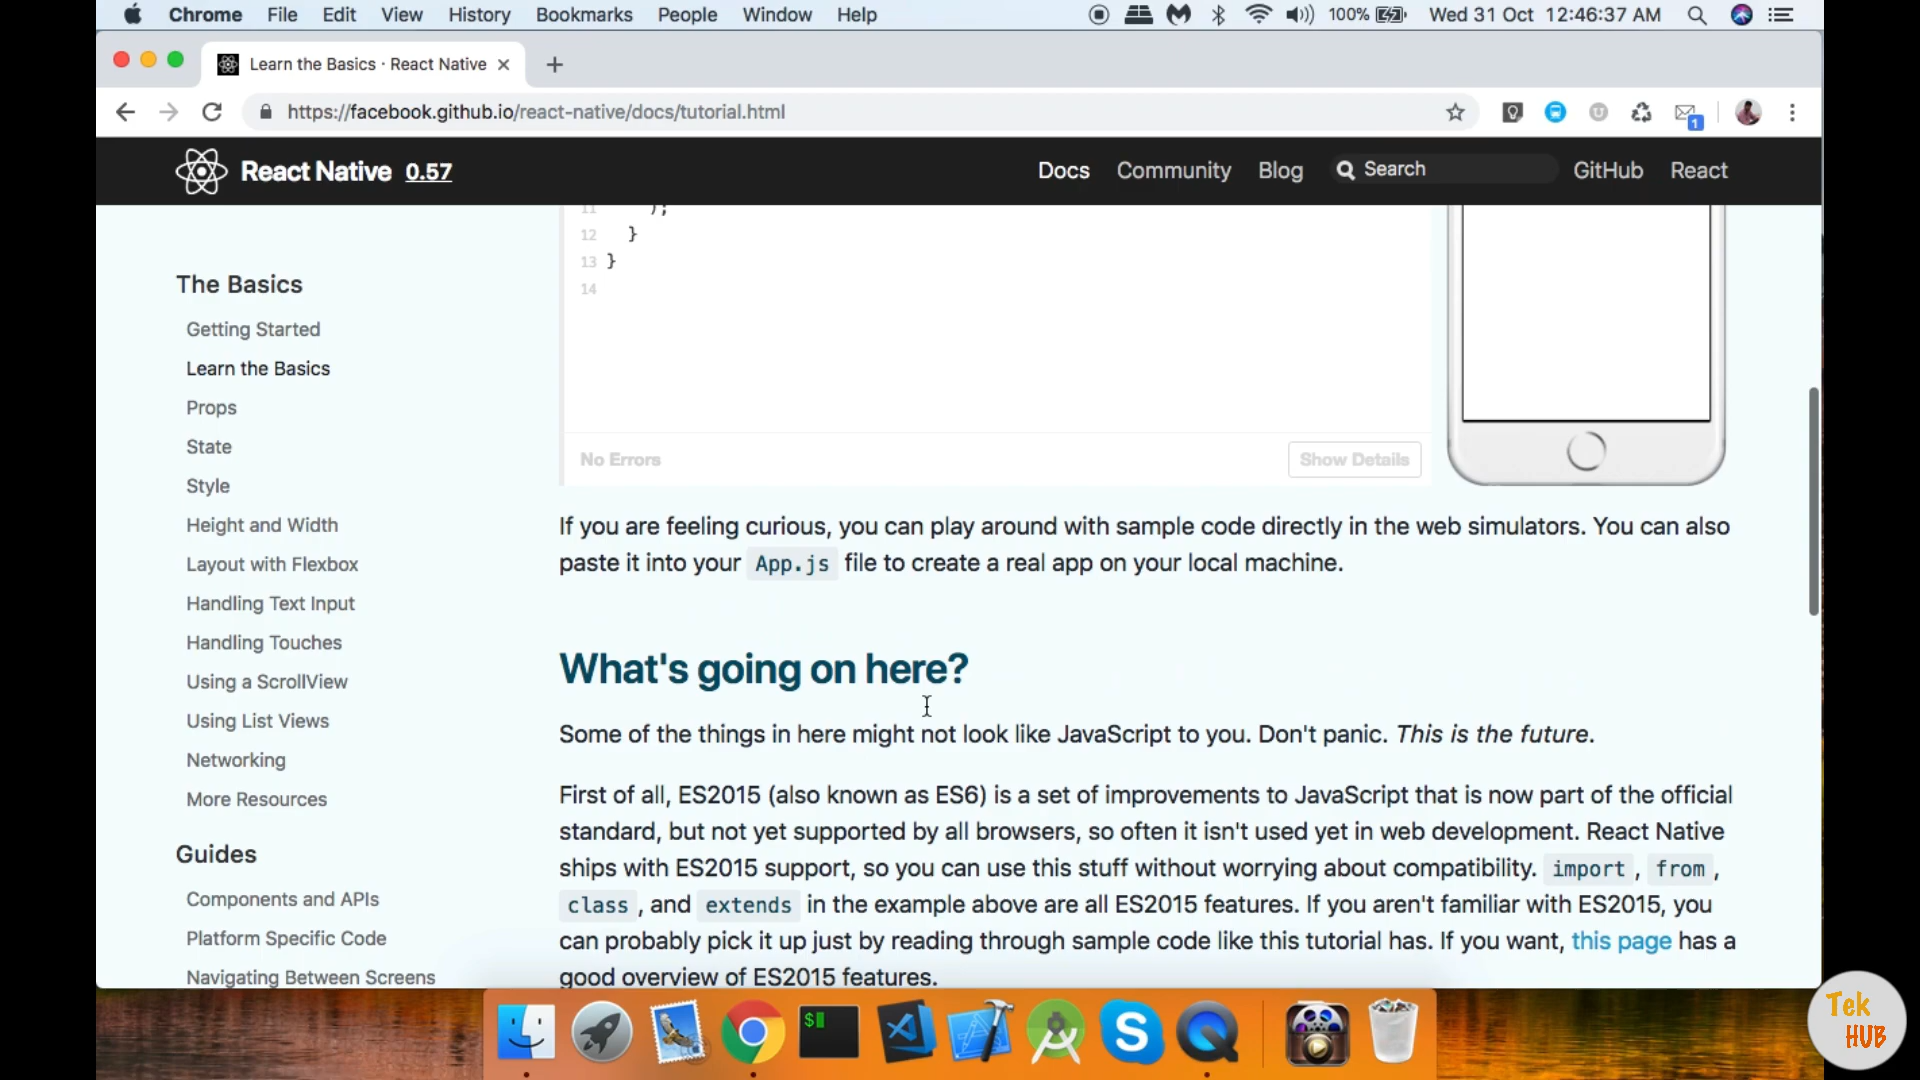 Chrome File Edit View History Bookmarks People Window Help 100% Wed 31 Oct 12:46:37 AM
Learn the Basics · React Native
https://facebook.github.io/react-native/docs/tutorial.html
1
React Native 0.57 Docs Community Blog Search GitHub React
The Basics
Getting Started
Learn the Basics
Props
State
Style
Height and Width
Layout with Flexbox
Handling Text Input
Handling Touches
Using a ScrollView
Using List Views
Networking
More Resources
Guides
Components and APIs
Platform Specific Code
Navigating Between Screens
11 );
12 }
13 }
14
No Errors Show Details
If you are feeling curious, you can play around with sample code directly in the web simulators. You can also
paste it into your App.js file to create a real app on your local machine.
What's going on here?
Some of the things in here might not look like JavaScript to you. Don't panic. This is the future.
First of all, ES2015 (also known as ES6) is a set of improvements to JavaScript that is now part of the official
standard, but not yet supported by all browsers, so often it isn't used yet in web development. React Native
ships with ES2015 support, so you can use this stuff without worrying about compatibility. import, from,
class, and extends in the example above are all ES2015 features. If you aren't familiar with ES2015, you
can probably pick it up just by reading through sample code like this tutorial has. If you want, this page has a
good overview of ES2015 features.
$
S
Tek
HUB